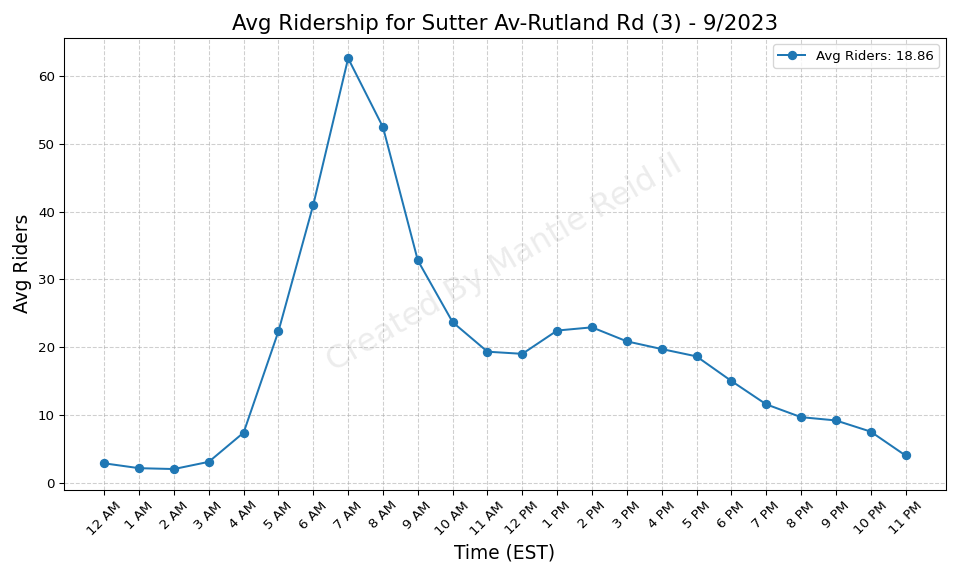 Avg Ridership for Sutter Av-Rutland Rd (3) - 9/2023
Avg Riders: 18.86
Avg Riders
60
50
40
30
20
10
0
Created By Mantie Reid II
12 AM
1 AM
2 AM
3 AM
4 AM
5 AM
6 AM
7 AM
8 AM
9 AM
10 AM
11 AM
12 PM
1 PM
2 PM
3 PM
4 PM
5 PM
6 PM
7 PM
8 PM
9 PM
10 PM
11 PM
Time (EST)